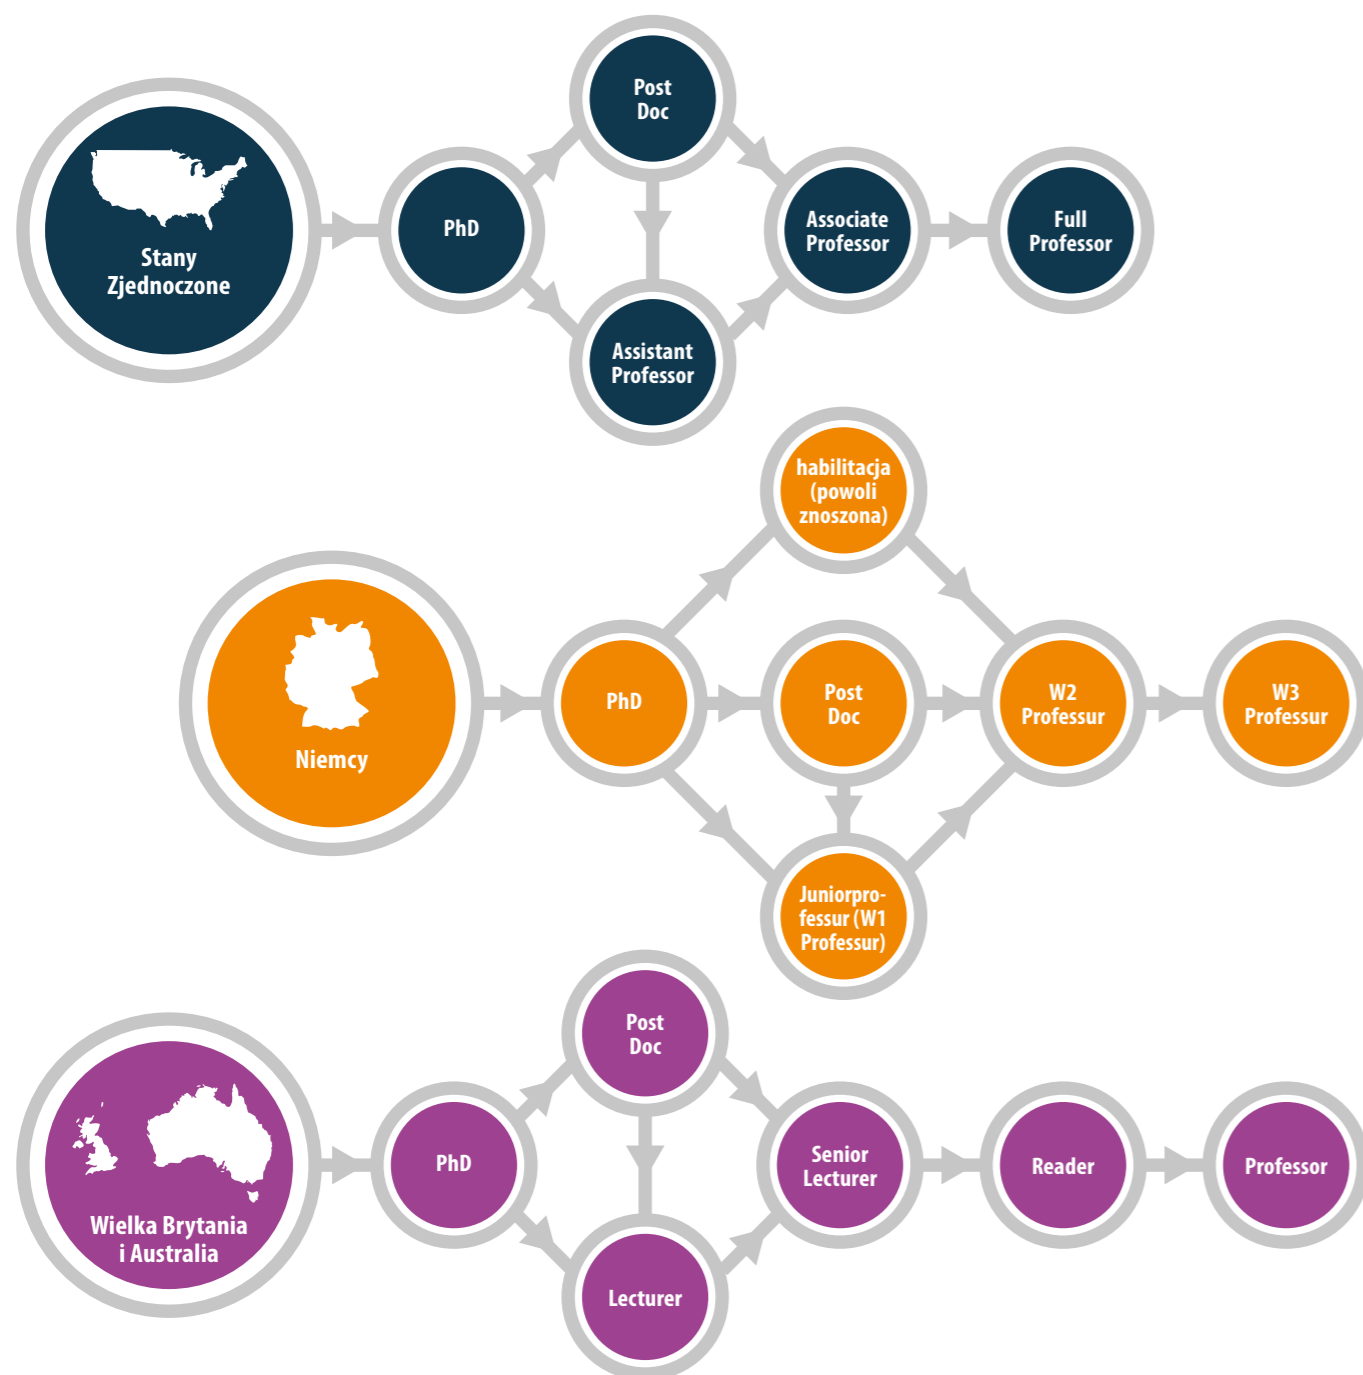 Stany
Zjednoczone
PhD
Post
Doc
Assistant
Professor
Associate
Professor
Full
Professor
Niemcy
PhD
habilitacja
(powoli
znoszona)
Post
Doc
Juniorpro-
fessur (W1
Professur)
W2
Professur
W3
Professur
Wielka Brytania
i Australia
PhD
Post
Doc
Lecturer
Senior
Lecturer
Reader
Professor